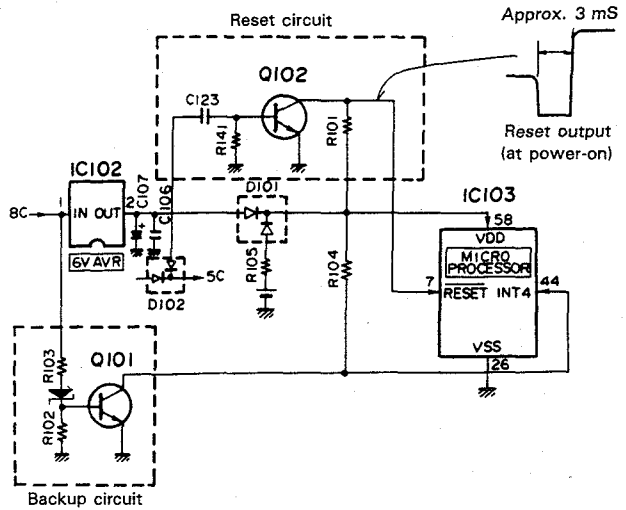 Reset circuit
Approx. 3 mS
Q102
C123
R141
R101
Reset output
(at power-on)
IC102
C107
C106
D101
IC103
8C
IN OUT
2
58
VDD
6V AVR
MICRO
PROCESSOR
D102
5C
R105
R104
7
RESET INT4
44
Q101
R103
VSS
26
R102
Backup circuit